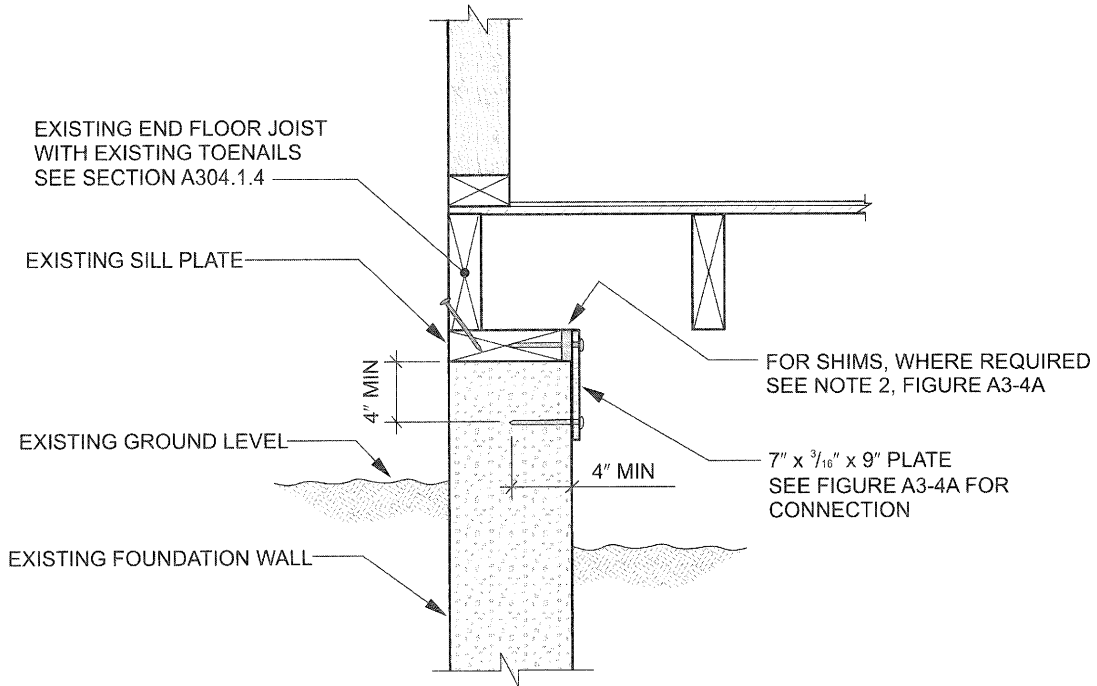 EXISTING END FLOOR JOIST
WITH EXISTING TOENAILS
SEE SECTION A304.1.4
EXISTING SILL PLATE
4" MIN
FOR SHIMS, WHERE REQUIRED
SEE NOTE 2, FIGURE A3-4A
EXISTING GROUND LEVEL
4" MIN
7" x 3/16" x 9" PLATE
SEE FIGURE A3-4A FOR
CONNECTION
EXISTING FOUNDATION WALL